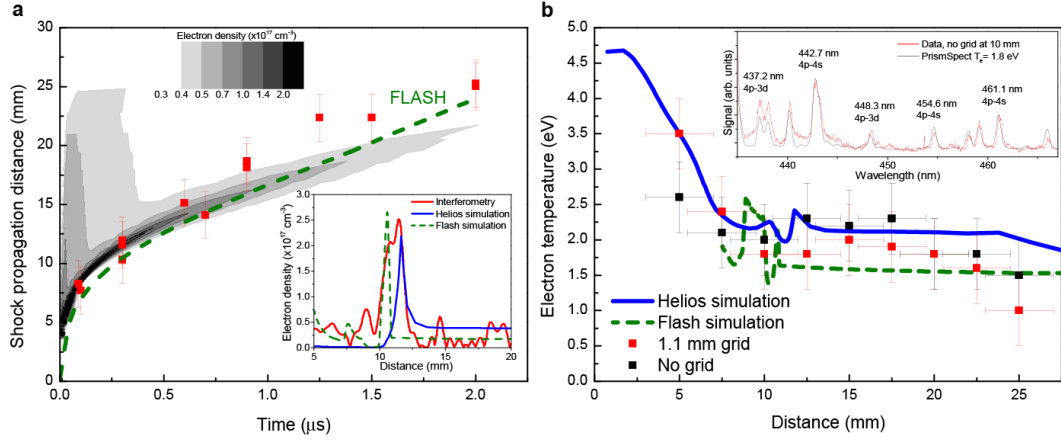 a
Electron density (x10¹⁷ cm⁻³)
0.3 0.4 0.5 0.7 1.0 1.4 2.0
FLASH
Shock propagation distance (mm)
35
30
25
20
15
10
5
0
0.0 0.5 1.0 1.5 2.0
Time (μs)
Interferometry
Helios simulation
Flash simulation
Electron density (x 10¹⁷ cm⁻³)
3.0
2.5
2.0
1.5
1.0
0.5
0.0
5 10 15 20
Distance (mm)
b
Electron temperature (eV)
5.0
4.5
4.0
3.5
3.0
2.5
2.0
1.5
1.0
0.5
0.0
0 5 10 15 20 25
Distance (mm)
Helios simulation
Flash simulation
1.1 mm grid
No grid
Signal (arb. units)
Data, no grid at 10 mm
PrismSpect Tₑ= 1.8 eV
437.2 nm
4p-3d
442.7 nm
4p-4s
448.3 nm
4p-3d
454.6 nm
4p-4s
461.1 nm
4p-4s
440 450 460
Wavelength (nm)